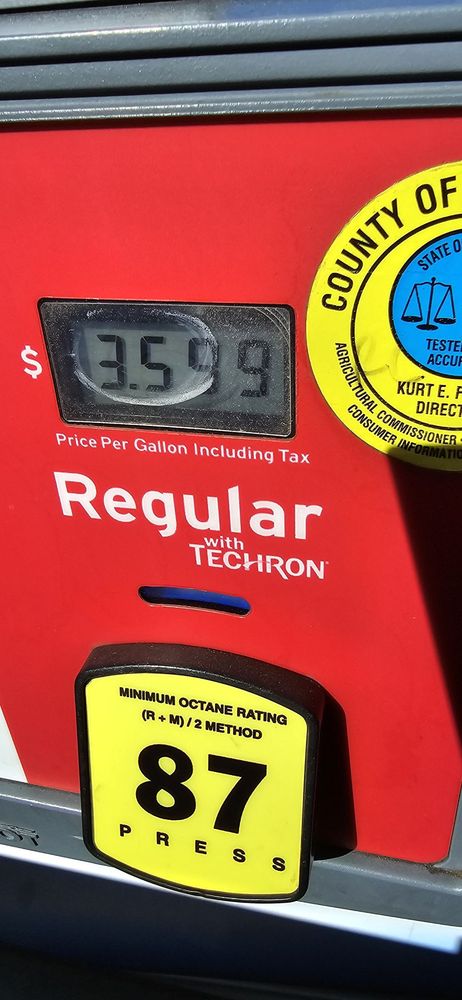 COUNTY OF
STATE O
TESTE
ACCUR
KURT E. F
DIRECT
AGRICULTURAL COMMISSIONER
CONSUMER INFORMATIO
$ 3.599
Price Per Gallon Including Tax
Regular
with
TECHRON
MINIMUM OCTANE RATING
(R + M) / 2 METHOD
87
PRESS